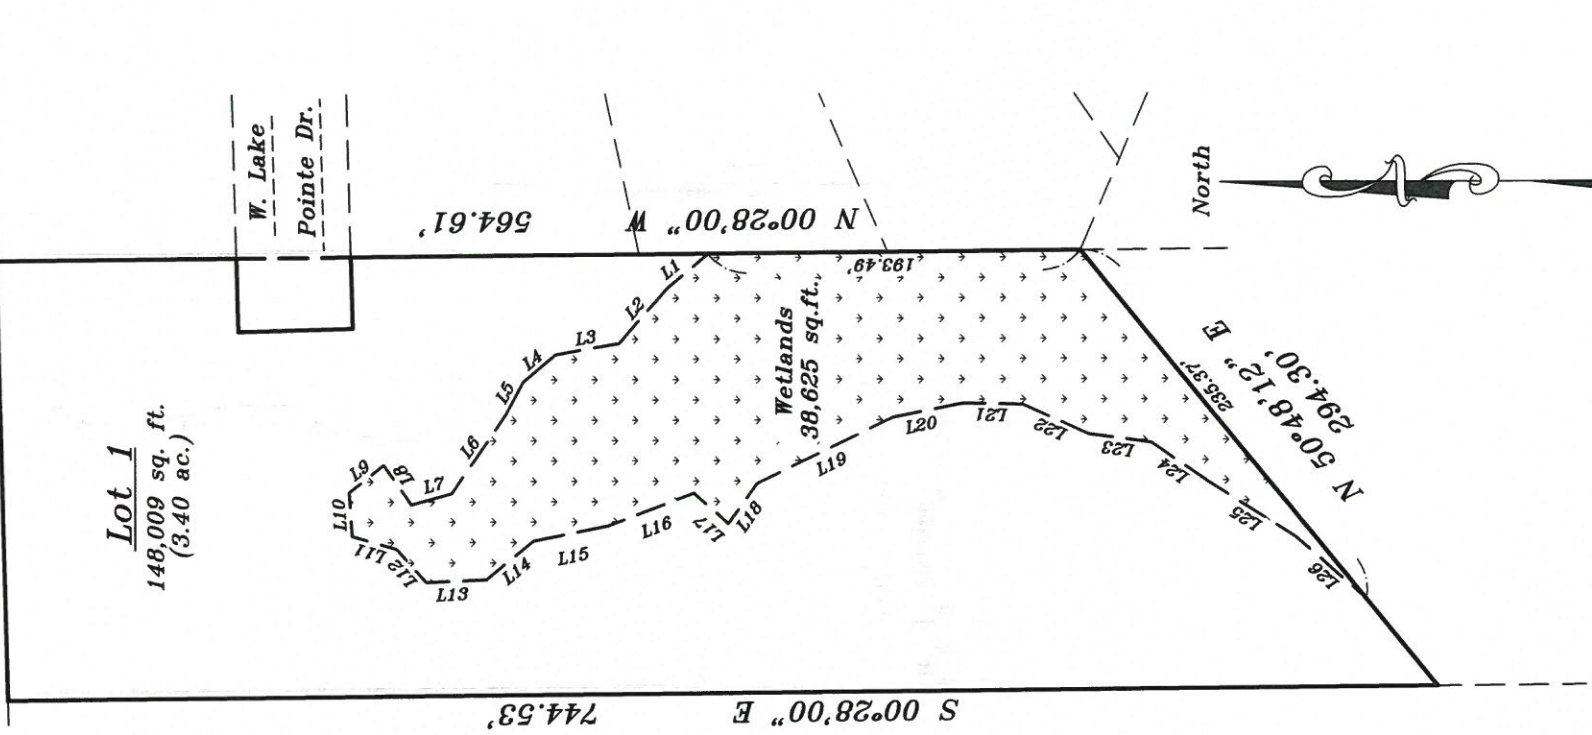 W. Lake
Pointe Dr.
N 00°28'00" W 564.61'
North
L1
L2
L3
L4
L5
L6
L7
L8
L9
L10
L11
L12
L13
L14
L15
L16
L17
L18
L19
L20
L21
L22
L23
L24
L25
L26
193.49'
Wetlands
38,625 sq.ft.,
235.37'
N 50°48'12" E
294.30'
Lot 1
148,009 sq. ft.
(3.40 ac.)
S 00°28'00" E 744.53'